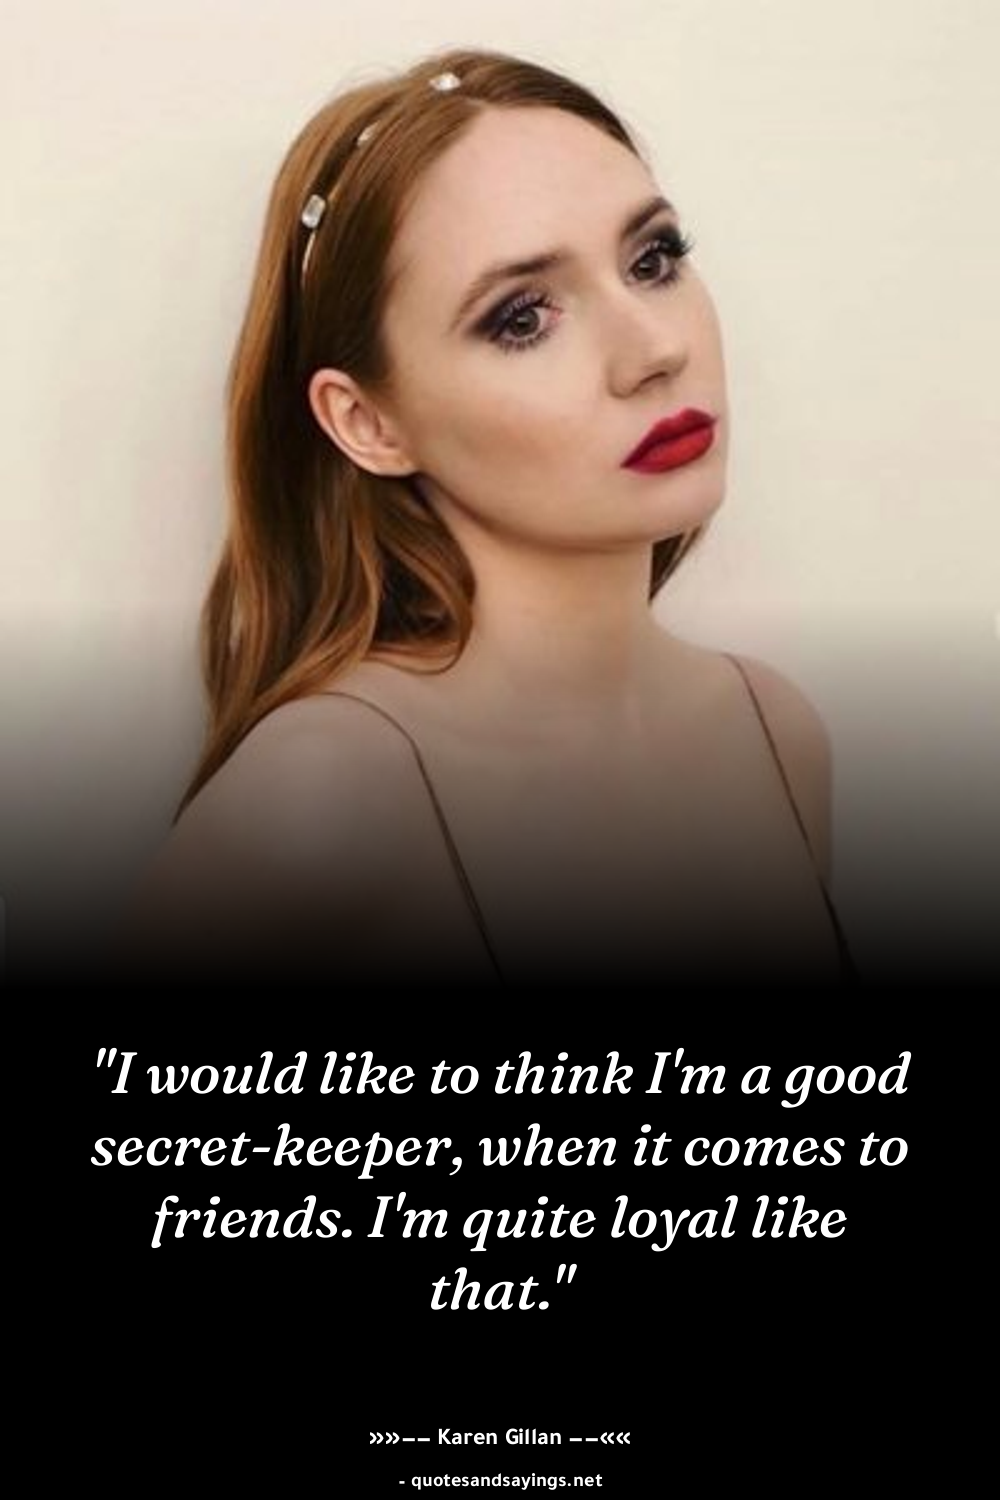 "I would like to think I'm a good
secret-keeper, when it comes to
friends. I'm quite loyal like
that."
»»–– Karen Gillan ––««
- quotesandsayings.net